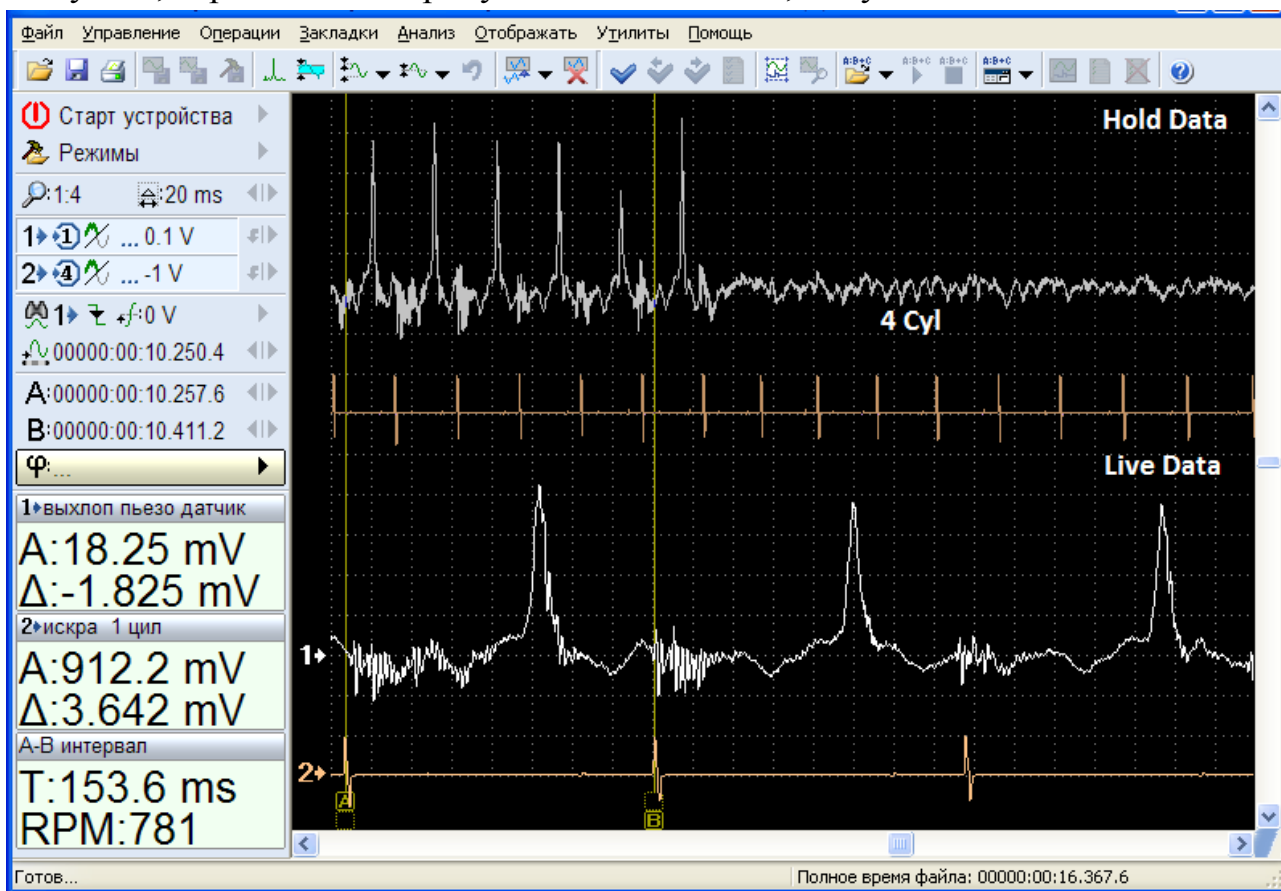 Файл Управление Операции Закладки Анализ Отображать Утилиты Помощь
A:B+C A:B+C A:B+C A:B+C
Старт устройства
Режимы
1:4 20 ms
1 1 ... 0.1 V
2 4 ... -1 V
1 f:0 V
00000:00:10.250.4
A:00000:00:10.257.6
B:00000:00:10.411.2
φ:...
1 выхлоп пьезо датчик
A:18.25 mV
Δ:-1.825 mV
2 искра 1 цил
A:912.2 mV
Δ:3.642 mV
A-B интервал
T:153.6 ms
RPM:781
Hold Data
4 Cyl
Live Data
1
2
A
B
Готов...
Полное время файла: 00000:00:16.367.6